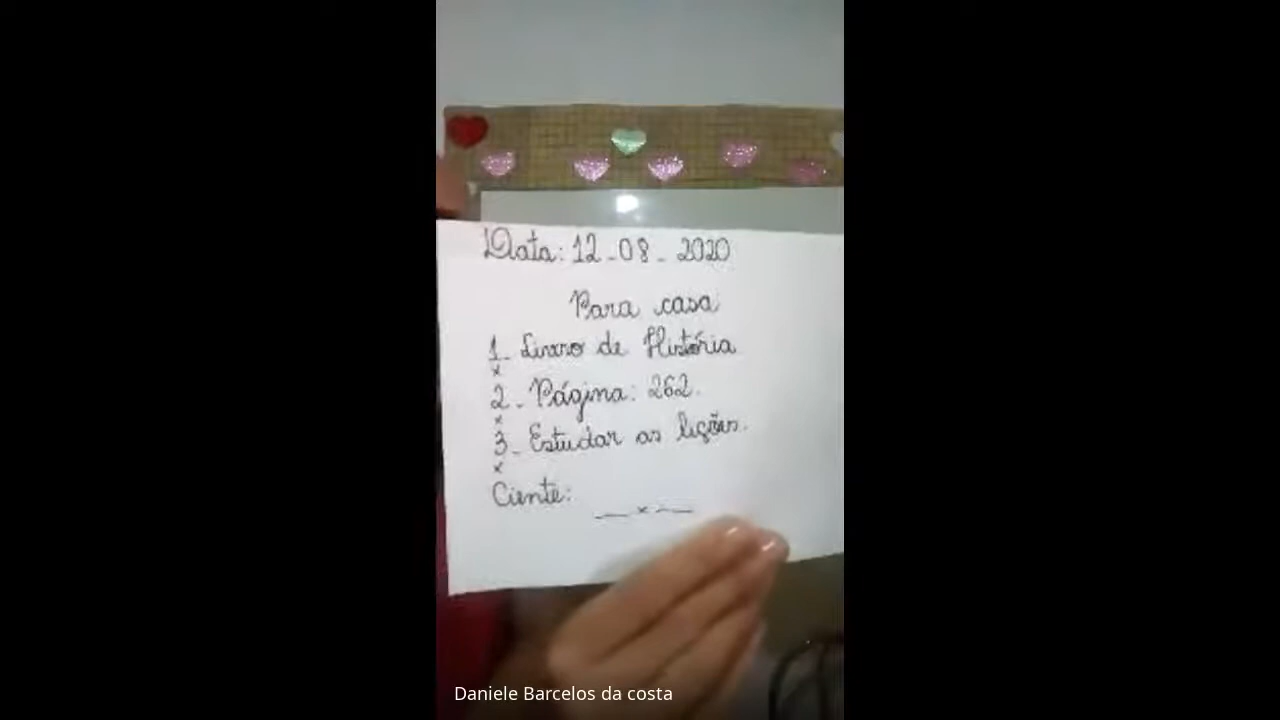 Data: 12-08-2020
Para casa
1- Livro de História
x
2- Página: 262.
x
3- Estudar as lições.
x
Ciente:
——x——
Daniele Barcelos da costa